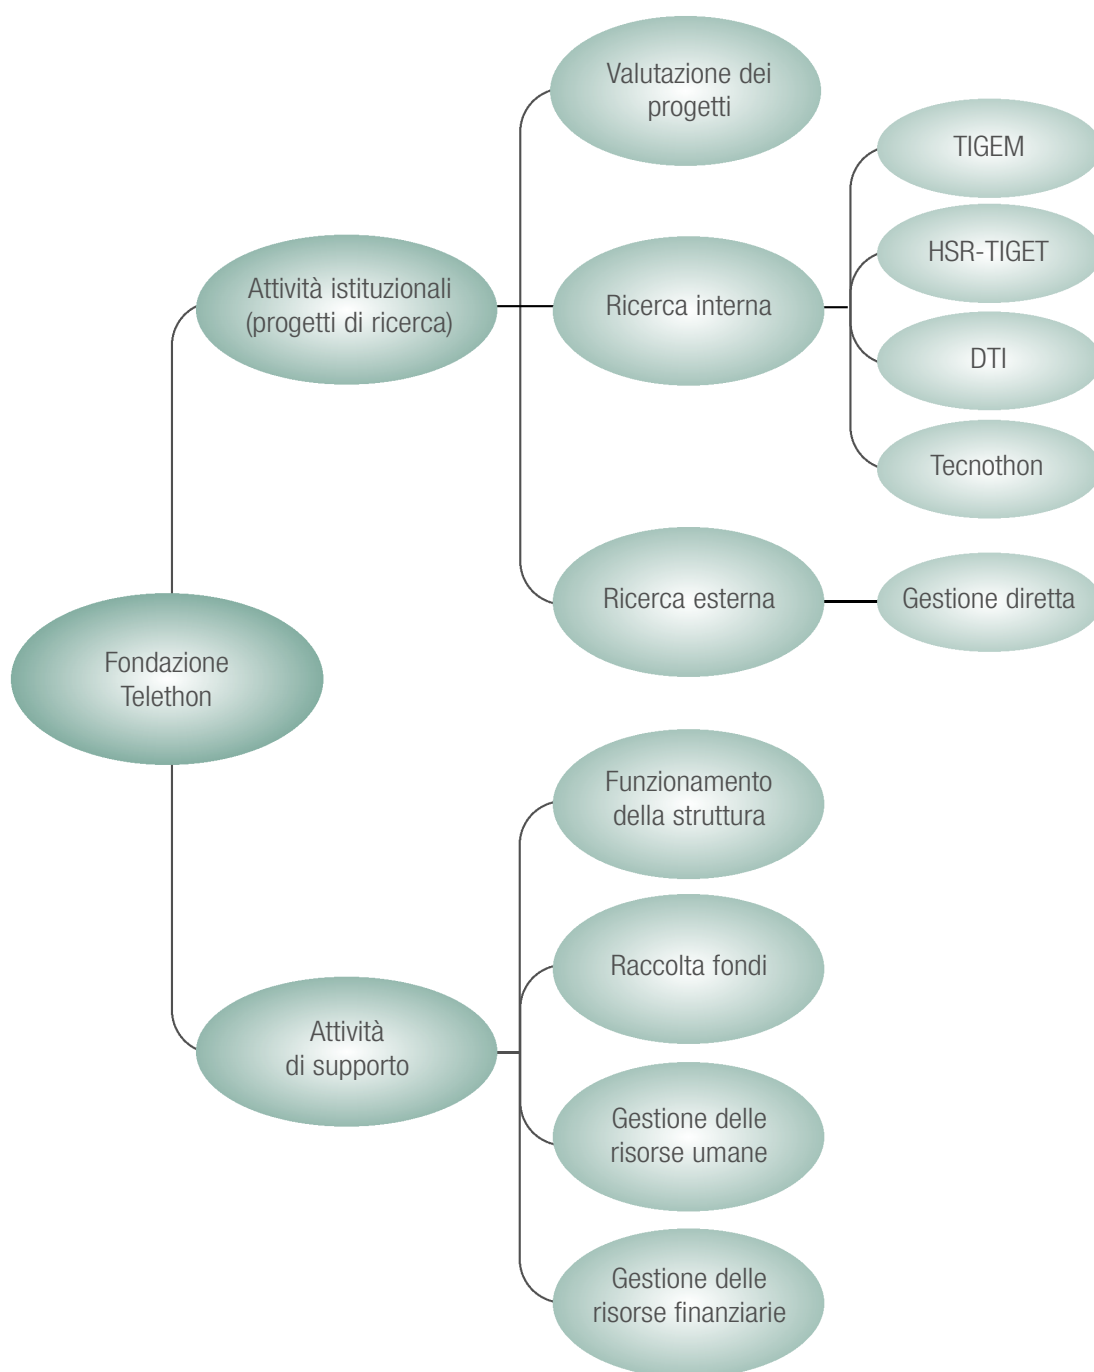 Valutazione dei
progetti
TIGEM
HSR-TIGET
Attività istituzionali
(progetti di ricerca)
Ricerca interna
DTI
Tecnothon
Ricerca esterna
Gestione diretta
Fondazione
Telethon
Funzionamento
della struttura
Raccolta fondi
Attività
di supporto
Gestione delle
risorse umane
Gestione delle
risorse finanziarie